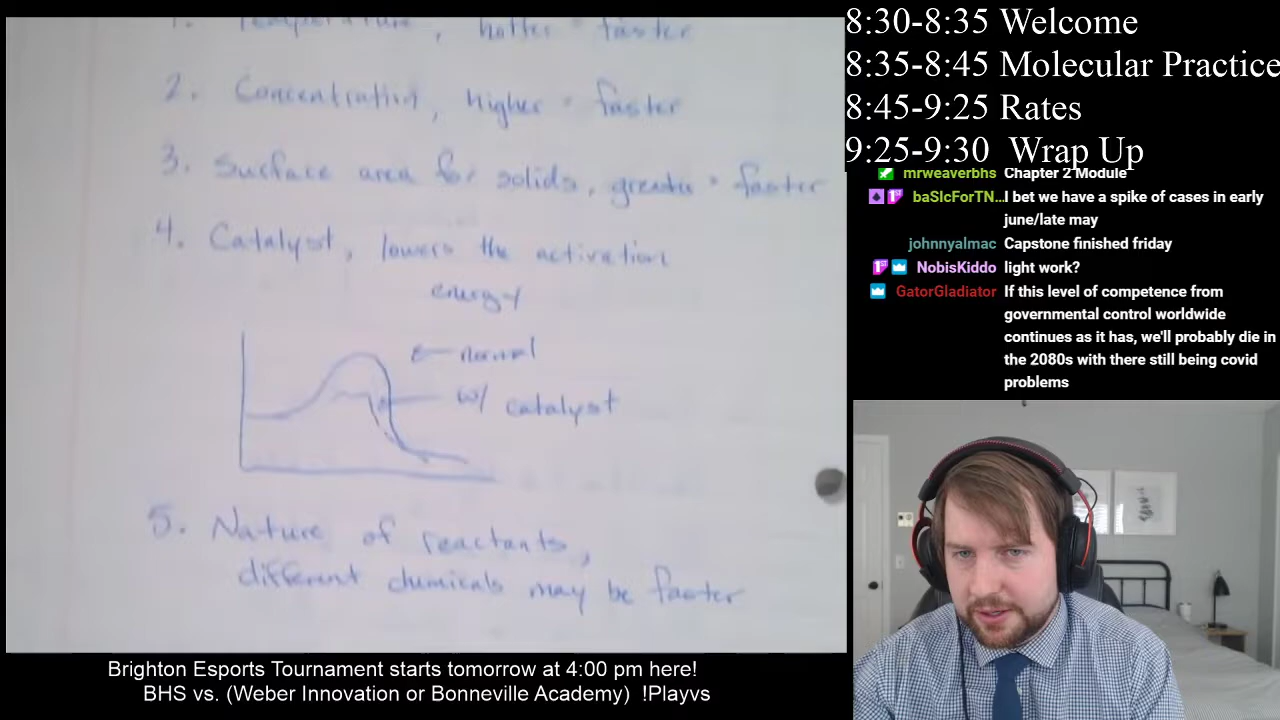 1. Temperature, hotter = faster
2. Concentration, higher = faster
3. Surface area for solids, greater = faster
4. Catalyst, lowers the activation
energy
normal
w/ catalyst
5. Nature of reactants,
different chemicals may be faster
8:30-8:35 Welcome
8:35-8:45 Molecular Practice
8:45-9:25 Rates
9:25-9:30 Wrap Up
mrweaverbhs Chapter 2 Module
baSIcForTN... I bet we have a spike of cases in early
june/late may
johnnyalmac Capstone finished friday
NobisKiddo light work?
GatorGladiator If this level of competence from
governmental control worldwide
continues as it has, we'll probably die in
the 2080s with there still being covid
problems
Brighton Esports Tournament starts tomorrow at 4:00 pm here!
BHS vs. (Weber Innovation or Bonneville Academy) !Playvs